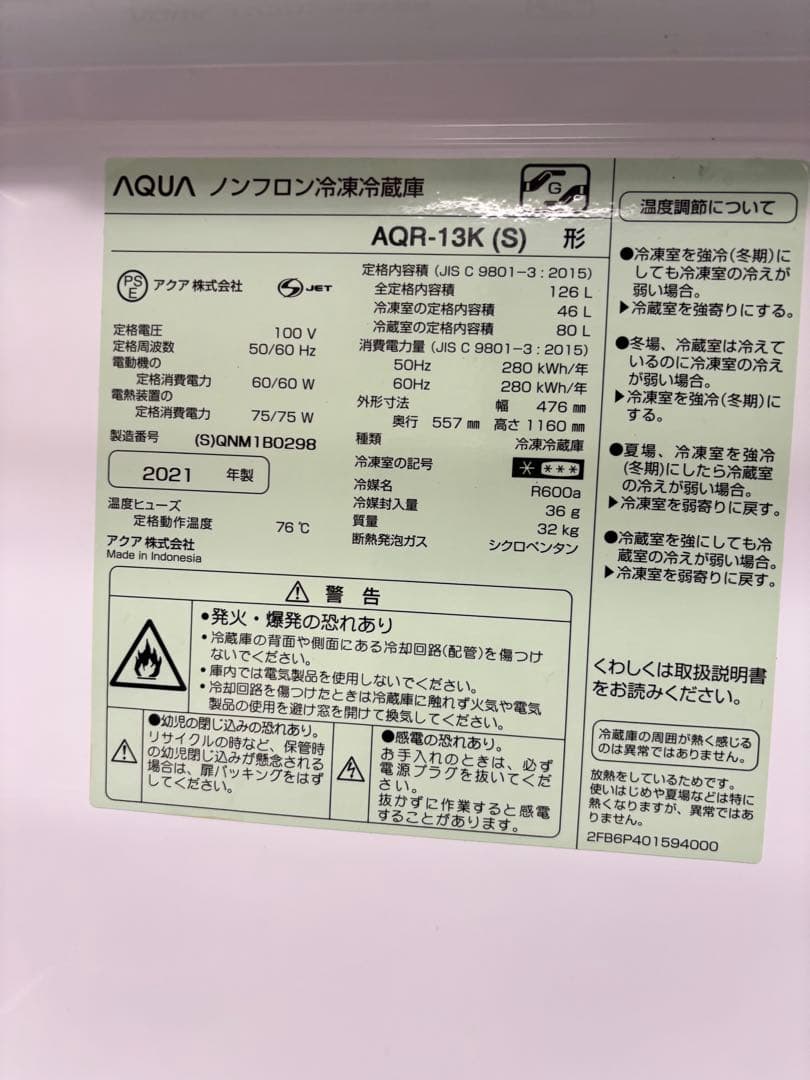 AQUA ノンフロン冷凍冷蔵庫
G
AQR-13K (S) 形
PS
E
アクア 株式会社
S JET
定格電圧 100 V
定格周波数 50/60 Hz
電動機の
定格消費電力 60/60 W
電熱装置の
定格消費電力 75/75 W
製造番号 (S)QNM1B0298
2021 年製
温度ヒューズ
定格動作温度 76℃
アクア 株式会社
Made in Indonesia
定格内容積 (JIS C 9801-3 : 2015)
全定格内容積 126 L
冷凍室の定格内容積 46 L
冷蔵室の定格内容積 80 L
消費電力量 (JIS C 9801-3 : 2015)
50Hz 280 kWh/年
60Hz 280 kWh/年
外形寸法 幅 476 ㎜
奥行 557 ㎜ 高さ 1160 ㎜
種類 冷凍冷蔵庫
冷凍室の記号 * ***
冷媒名 R600a
冷媒封入量 36 g
質量 32 kg
断熱発泡ガス シクロペンタン
⚠ 警 告
•発火・爆発の恐れあり
・冷蔵庫の背面や側面にある冷却回路(配管)を傷つけ
ないでください。
・庫内では電気製品を使用しないでください。
・冷却回路を傷つけたときは冷蔵庫に触れず火気や電気
製品の使用を避け窓を開けて換気してください。
●幼児の閉じ込みの恐れあり。
リサイクルの時など、保管時
の幼児閉じ込みが懸念される
場合は、扉パッキングをはず
してください。
●感電の恐れあり。
お手入れのときは、必ず
電源プラグを抜いてくだ
さい。
抜かずに作業すると感電
することがあります。
温度調節について
●冷凍室を強冷(冬期)に
しても冷凍室の冷えが
弱い場合。
▶冷蔵室を強寄りにする。
●冬場、冷蔵室は冷えて
いるのに冷凍室の冷え
が弱い場合。
▶冷凍室を強冷(冬期)に
する。
●夏場、冷凍室を強冷
(冬期)にしたら冷蔵室
の冷えが弱い場合。
▶冷凍室を弱寄りに戻す。
●冷蔵室を強にしても冷
蔵室の冷えが弱い場合。
▶冷凍室を弱寄りに戻す。
くわしくは取扱説明書
をお読みください。
冷蔵庫の周囲が熱く感じる
のは異常ではありません。
放熱をしているためです。
使いはじめや夏場などは特に
熱くなりますが、異常ではあ
りません。
2FB6P401594000